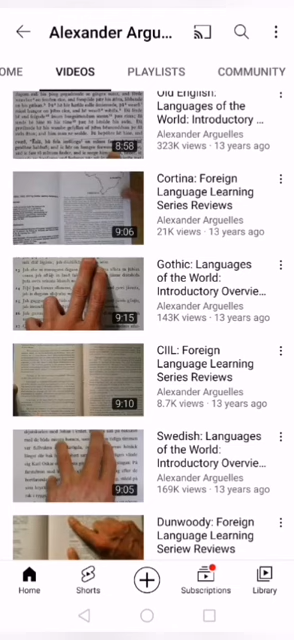 Alexander Argu...
OME
VIDEOS
PLAYLISTS
COMMUNITY
8:58
Old English:
Languages of the
World: Introductory ...
Alexander Arguelles
323K views · 13 years ago
9:06
Cortina: Foreign
Language Learning
Series Reviews
Alexander Arguelles
21K views · 13 years ago
9:15
Gothic: Languages
of the World:
Introductory Overvie...
Alexander Arguelles
143K views · 13 years ago
9:10
CIIL: Foreign
Language Learning
Series Reviews
Alexander Arguelles
8.7K views · 13 years ago
9:05
Swedish: Languages
of the World:
Introductory Overvie...
Alexander Arguelles
169K views · 13 years ago
Dunwoody: Foreign
Language Learning
Seriew Reviews
Home
Shorts
Subscriptions
Library